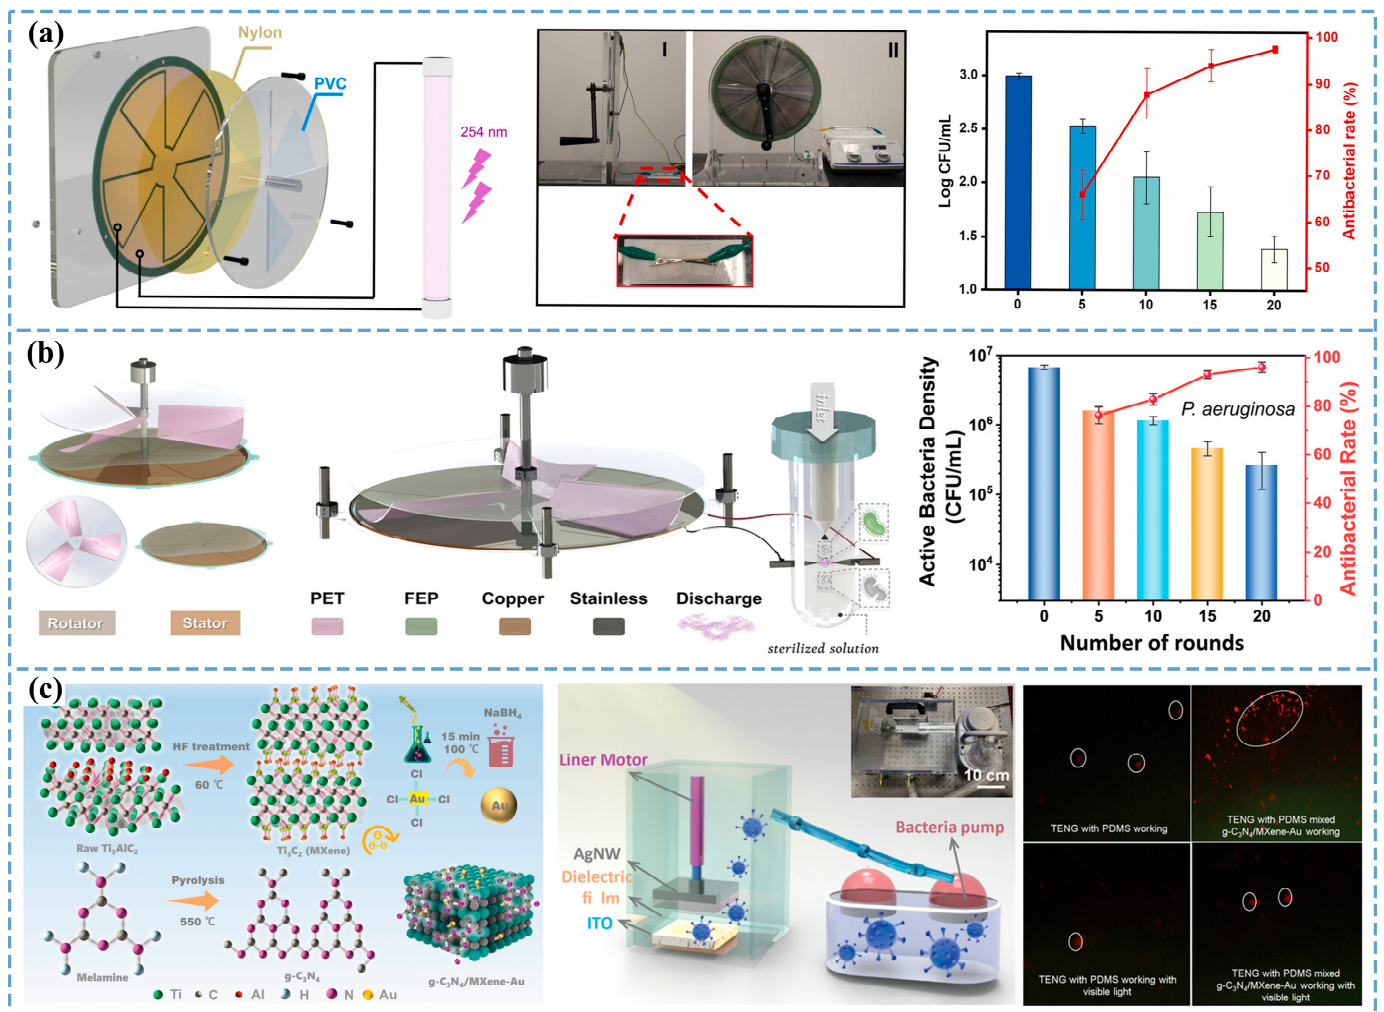 (a)
Nylon
PVC
254 nm
I
II
10 cm
Log CFU/mL
3.0
2.5
2.0
1.5
1.0
0
5
10
15
20
100
90
80
70
60
50
Antibacterial rate (%)
(b)
Rotator
Stator
PET
FEP
Copper
Stainless
Discharge
Inlet
sterilized solution
Active Bacteria Density
(CFU/mL)
10⁷
10⁶
10⁵
10⁴
P. aeruginosa
0
5
10
15
20
Number of rounds
100
80
60
40
20
0
Antibacterial Rate (%)
(c)
HF treatment
60 ℃
Raw Ti₃AlC₂
Ti₃C₂ (MXene)
15 min
100 ℃
NaBH₄
Cl
Cl
Au
Cl
Cl
Au
Pyrolysis
550 ℃
Melamine
g-C₃N₄
g-C₃N₄/MXene-Au
Ti
C
Al
H
N
Au
Liner Motor
AgNW
Dielectric
fi lm
ITO
Bacteria pump
10 cm
TENG with PDMS working
TENG with PDMS mixed
g-C₃N₄/MXene-Au working
TENG with PDMS working with
visible light
TENG with PDMS mixed
g-C₃N₄/MXene-Au working with
visible light